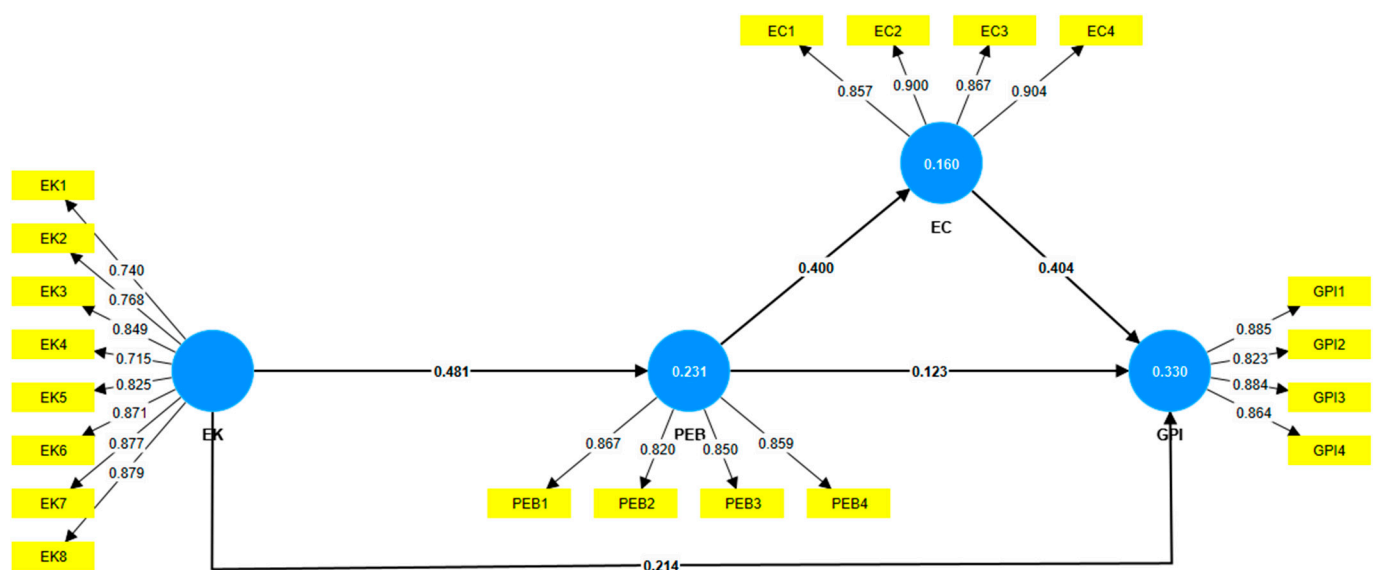 EC1
EC2
EC3
EC4
0.857
0.900
0.867
0.904
0.160
EC
EK1
EK2
EK3
EK4
EK5
EK6
EK7
EK8
0.740
0.768
0.849
0.715
0.825
0.871
0.877
0.879
EK
0.481
0.400
0.404
0.231
PEB
0.123
0.867
0.820
0.850
0.859
PEB1
PEB2
PEB3
PEB4
0.330
GPI
0.885
0.823
0.884
0.864
GPI1
GPI2
GPI3
GPI4
0.214